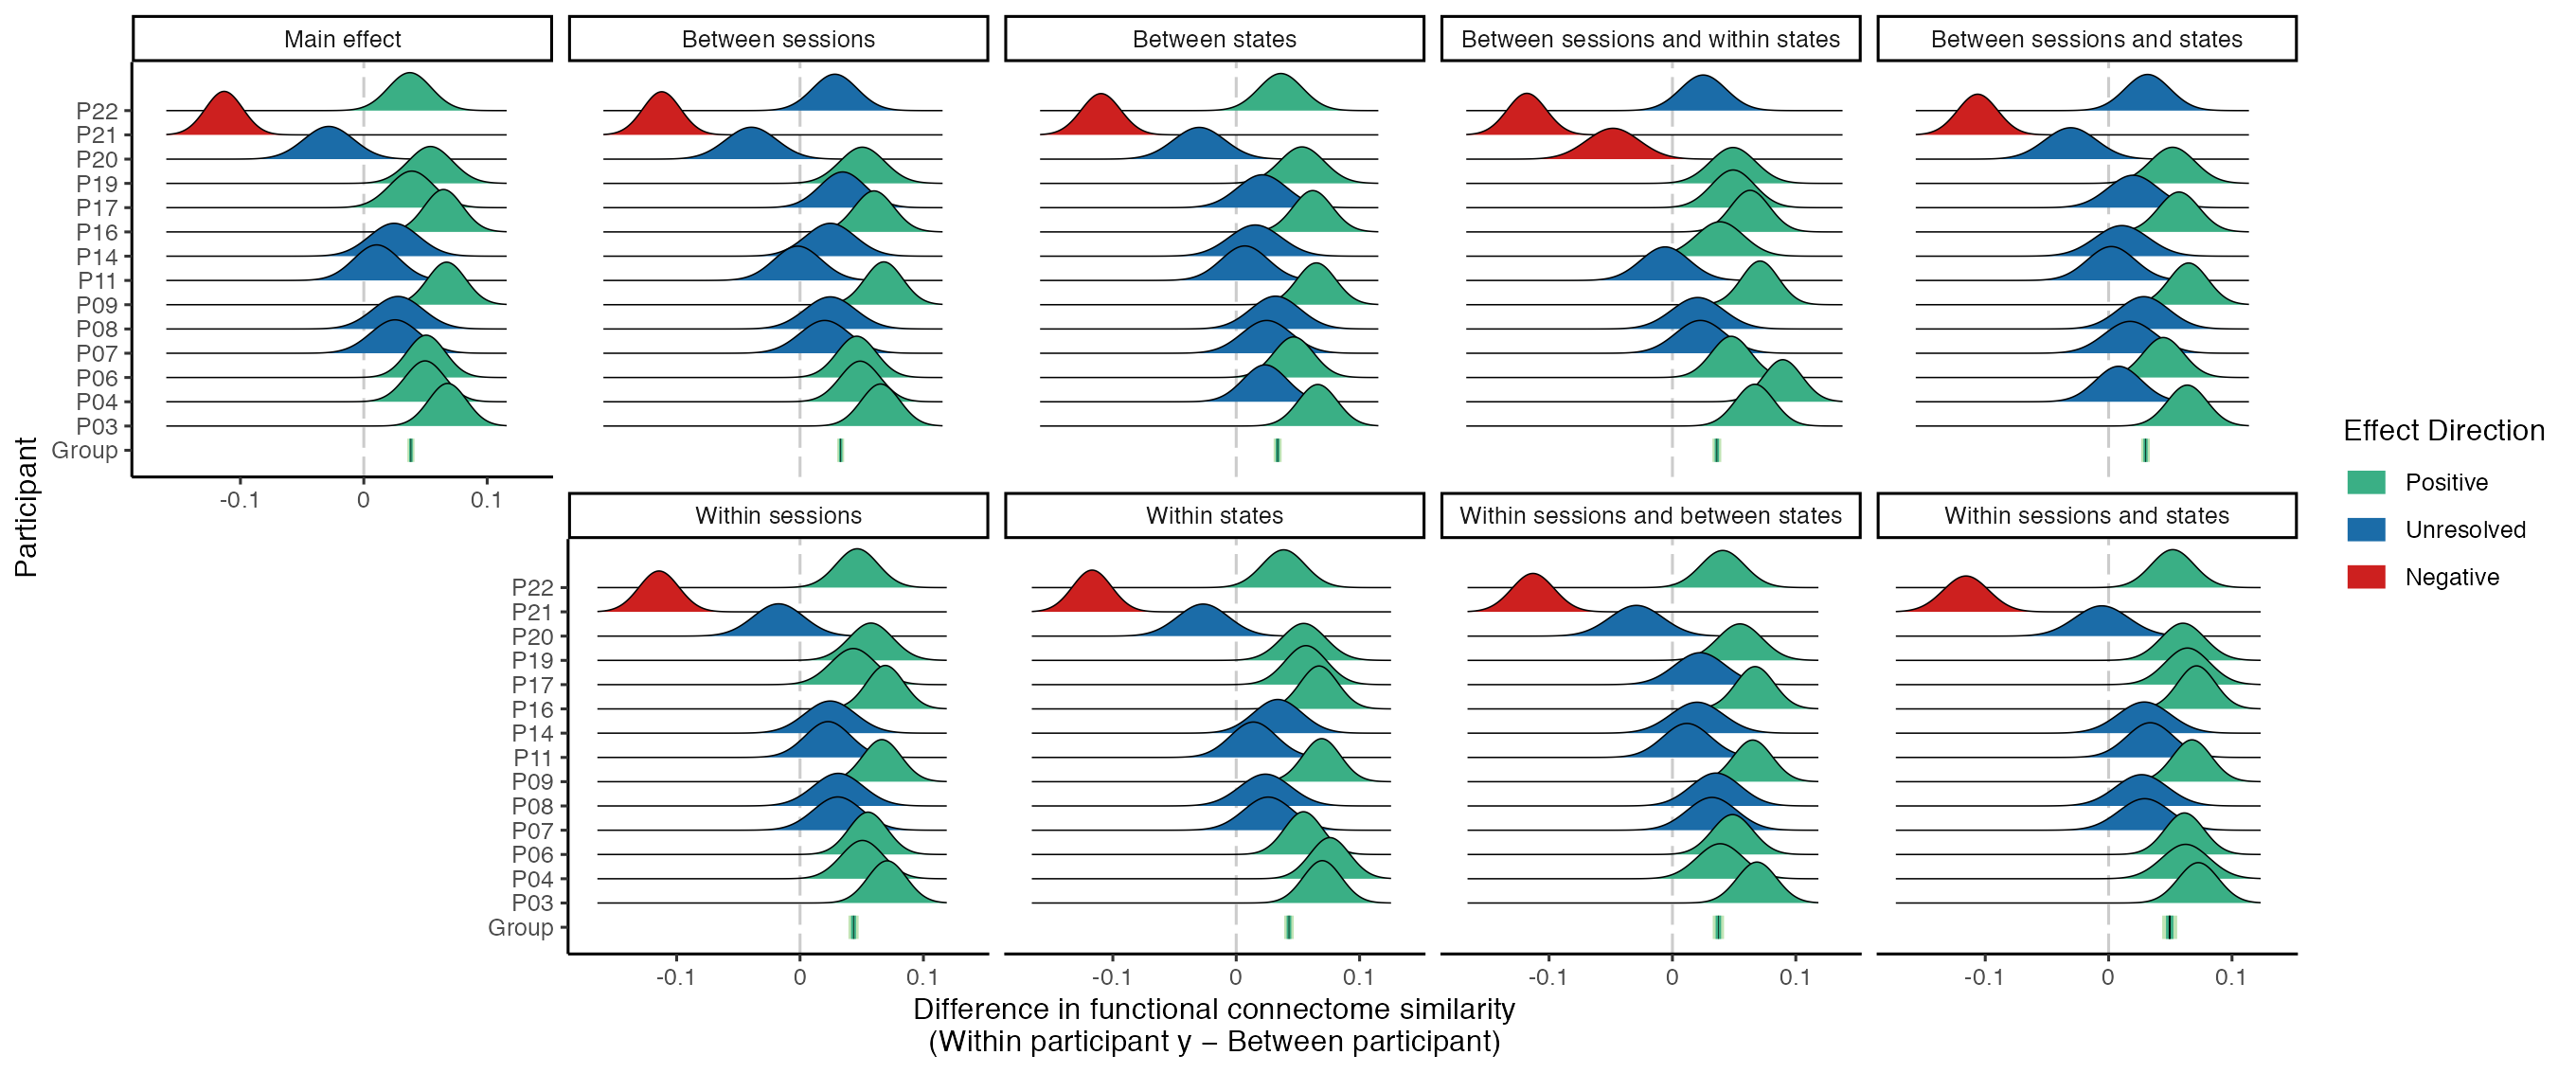 Main effect
Between sessions
Between states
Between sessions and within states
Between sessions and states
P22
P21
P20
P19
P17
P16
P14
P11
P09
P08
P07
P06
P04
P03
Group
-0.1 0 0.1
Participant
Within sessions
Within states
Within sessions and between states
Within sessions and states
P22
P21
P20
P19
P17
P16
P14
P11
P09
P08
P07
P06
P04
P03
Group
-0.1 0 0.1
-0.1 0 0.1
-0.1 0 0.1
-0.1 0 0.1
Difference in functional connectome similarity
(Within participant y − Between participant)
Effect Direction
Positive
Unresolved
Negative